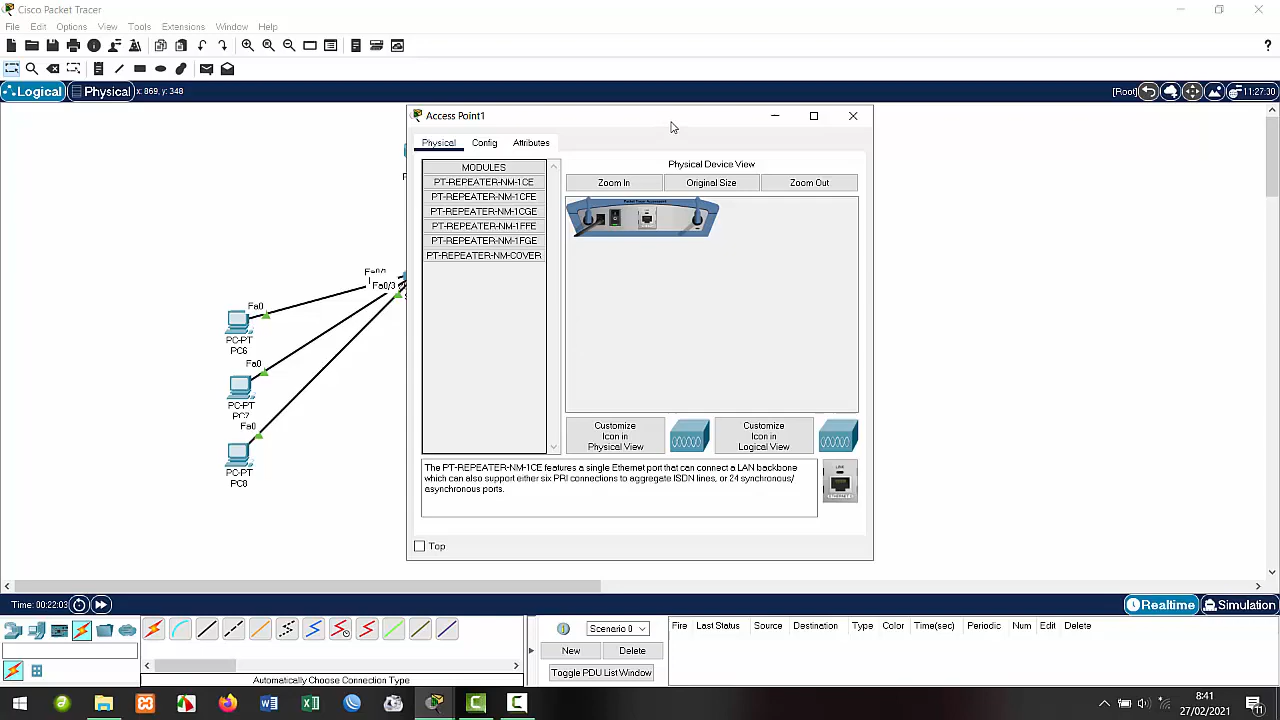 Cisco Packet Tracer
File Edit Options View Tools Extensions Window Help
?
Logical Physical x: 869, y: 348 [Root] 11:27:30
Access Point1
Physical Config Attributes
MODULES
PT-REPEATER-NM-1CE
PT-REPEATER-NM-1CFE
PT-REPEATER-NM-1CGE
PT-REPEATER-NM-1FFE
PT-REPEATER-NM-1FGE
PT-REPEATER-NM-COVER
Physical Device View
Zoom In Original Size Zoom Out
Customize
Icon in
Physical View
Customize
Icon in
Logical View
The PT-REPEATER-NM-1CE features a single Ethernet port that can connect a LAN backbone
which can also support either six PRI connections to aggregate ISDN lines, or 24 synchronous/
asynchronous ports.
Top
Fa0/3
Fa0
PC-PT
PC6
Fa0
PC-PT
PC7
Fa0
PC-PT
PC8
Time: 00:22:03 Realtime Simulation
Scenario 0
New Delete
Toggle PDU List Window
Fire Last Status Source Destination Type Color Time(sec) Periodic Num Edit Delete
Automatically Choose Connection Type
8:41
27/02/2021